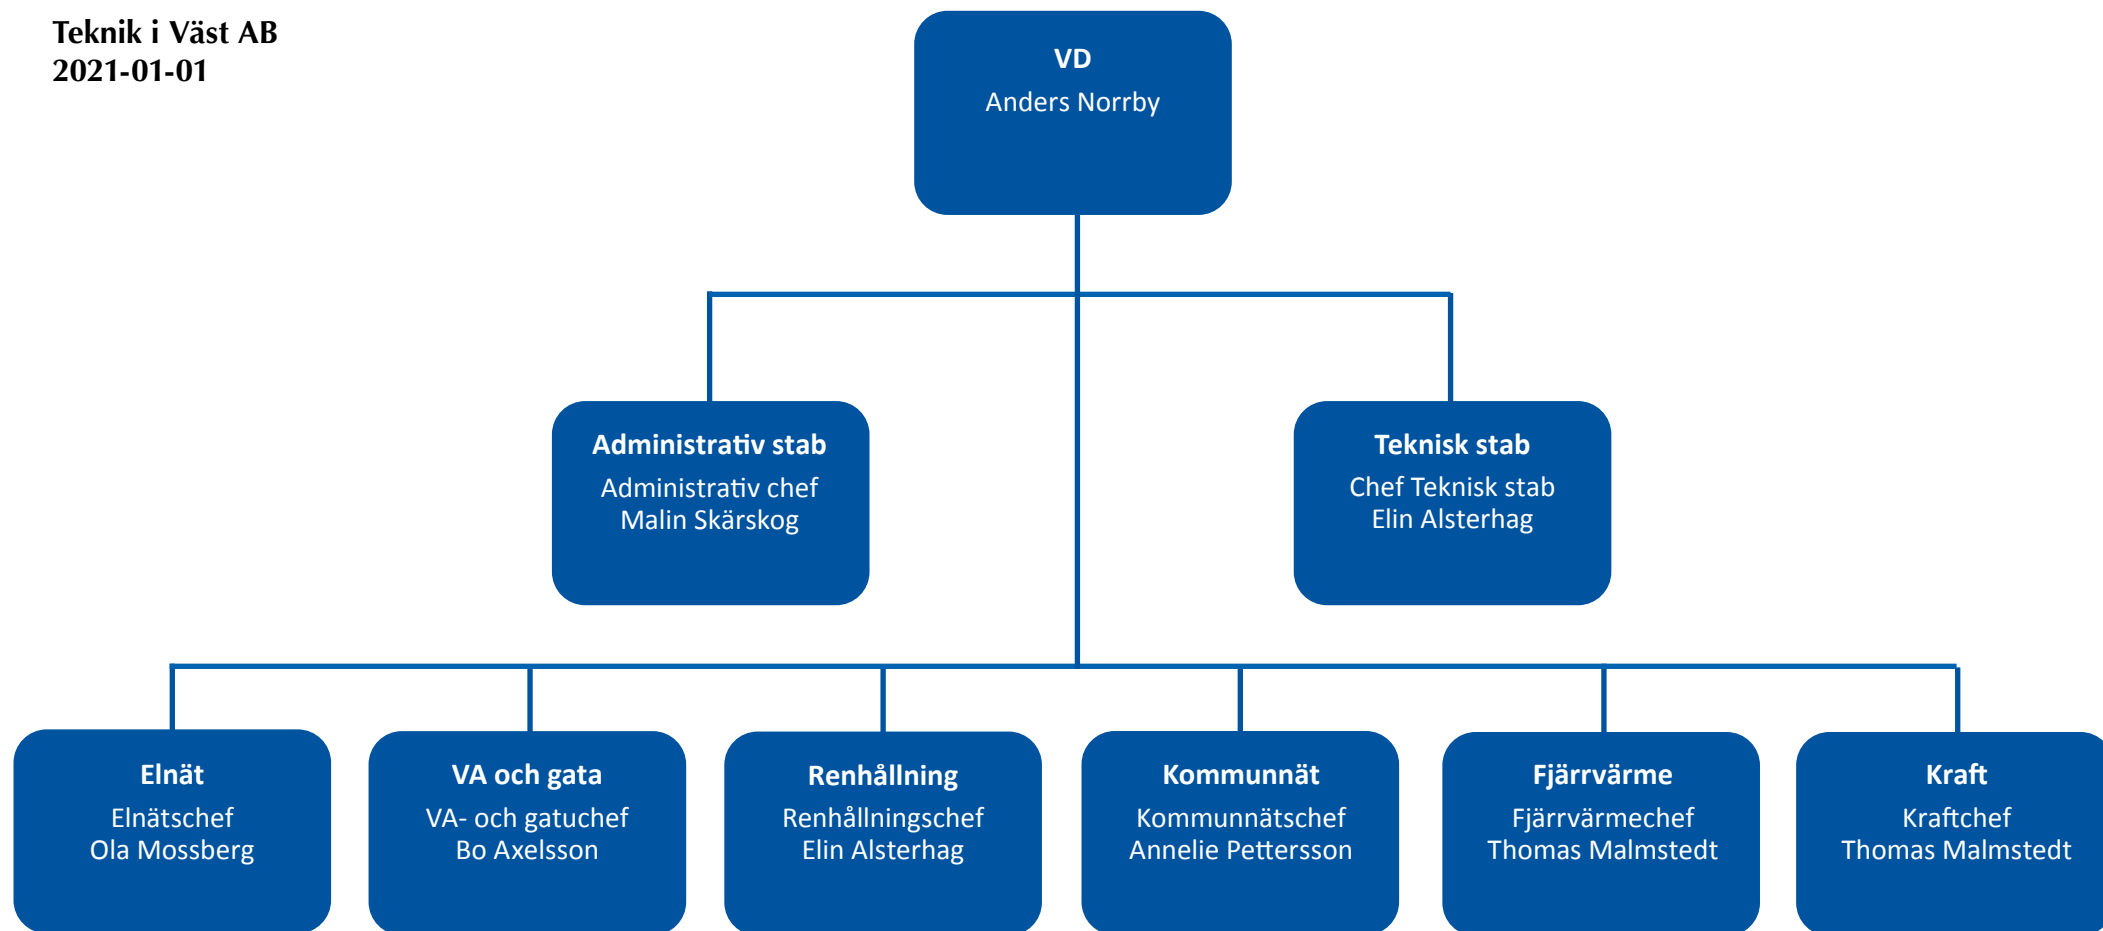 Teknik i Väst AB
2021-01-01
VD
Anders Norrby
Administrativ stab
Administrativ chef
Malin Skärskog
Teknisk stab
Chef Teknisk stab
Elin Alsterhag
Elnät
Elnätschef
Ola Mossberg
VA och gata
VA- och gatuchef
Bo Axelsson
Renhållning
Renhållningschef
Elin Alsterhag
Kommunnät
Kommunnätschef
Annelie Pettersson
Fjärrvärme
Fjärrvärmechef
Thomas Malmstedt
Kraft
Kraftchef
Thomas Malmstedt